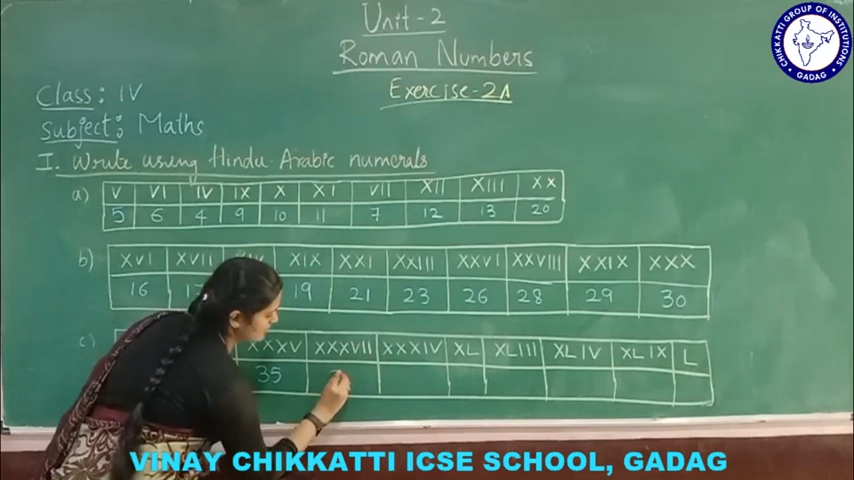 Unit-2
Roman Numbers
Exercise-2A
CHIKKATTI GROUP OF INSTITUTIONS
GADAG
Class: IV
Subject: Maths
I. Write using Hindu-Arabic numerals
a) V VI IV IX X XI VII XII XIII XX
5 6 4 9 10 11 7 12 13 20
b) XVI XVII XIX XXI XXIII XXVI XXVIII XXIX XXX
16 19 21 23 26 28 29 30
c) XXXV XXXVII XXXIV XL XLIII XLIV XLIX L
35
VINAY CHIKKATTI ICSE SCHOOL, GADAG